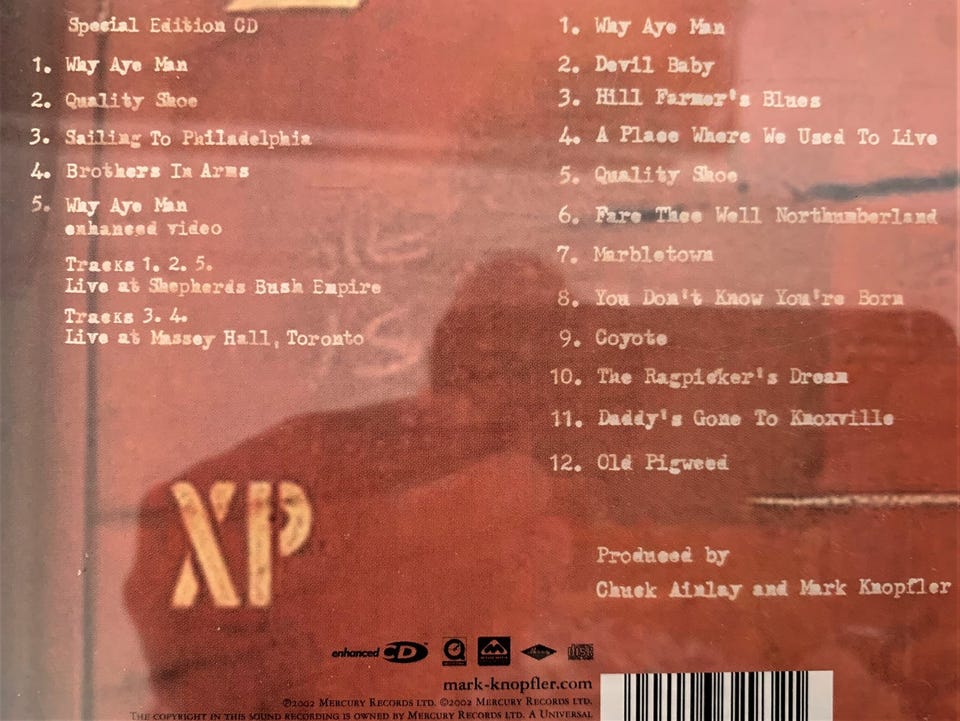 Special Edition CD
1. Why Aye Man
2. Quality Shoe
3. Sailing To Philadelphia
4. Brothers In Arms
5. Why Aye Man
enhanced video
Tracks 1. 2. 5.
Live at Shepherds Bush Empire
Tracks 3. 4.
Live at Massey Hall, Toronto
1. Why Aye Man
2. Devil Baby
3. Hill Farmer's Blues
4. A Place Where We Used To Live
5. Quality Shoe
6. Fare Thee Well Northumberland
7. Marbletown
8. You Don't Know You're Born
9. Coyote
10. The Ragpicker's Dream
11. Daddy's Gone To Knoxville
12. Old Pigweed
XP
Produced by
Chuck Ainlay and Mark Knopfler
enhanced CD
mark-knopfler.com
℗2002 Mercury Records Ltd. ©2002 Mercury Records Ltd.
The copyright in this sound recording is owned by Mercury Records Ltd. A Universal